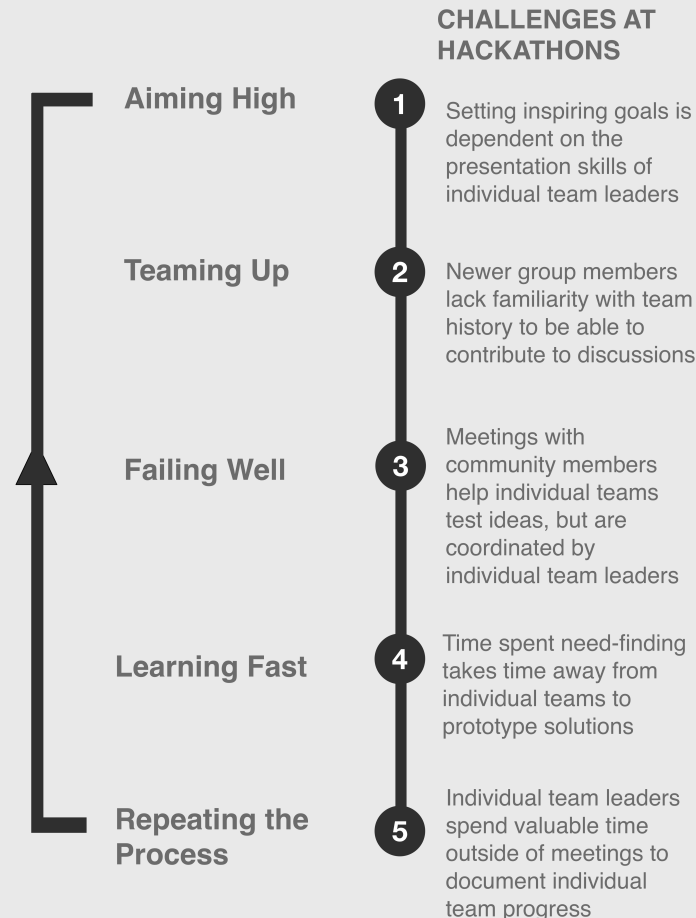 CHALLENGES AT
HACKATHONS
Aiming High
1
Setting inspiring goals is
dependent on the
presentation skills of
individual team leaders
Teaming Up
2
Newer group members
lack familiarity with team
history to be able to
contribute to discussions
Failing Well
3
Meetings with
community members
help individual teams
test ideas, but are
coordinated by
individual team leaders
Learning Fast
4
Time spent need-finding
takes time away from
individual teams to
prototype solutions
Repeating the
Process
5
Individual team leaders
spend valuable time
outside of meetings to
document individual
team progress